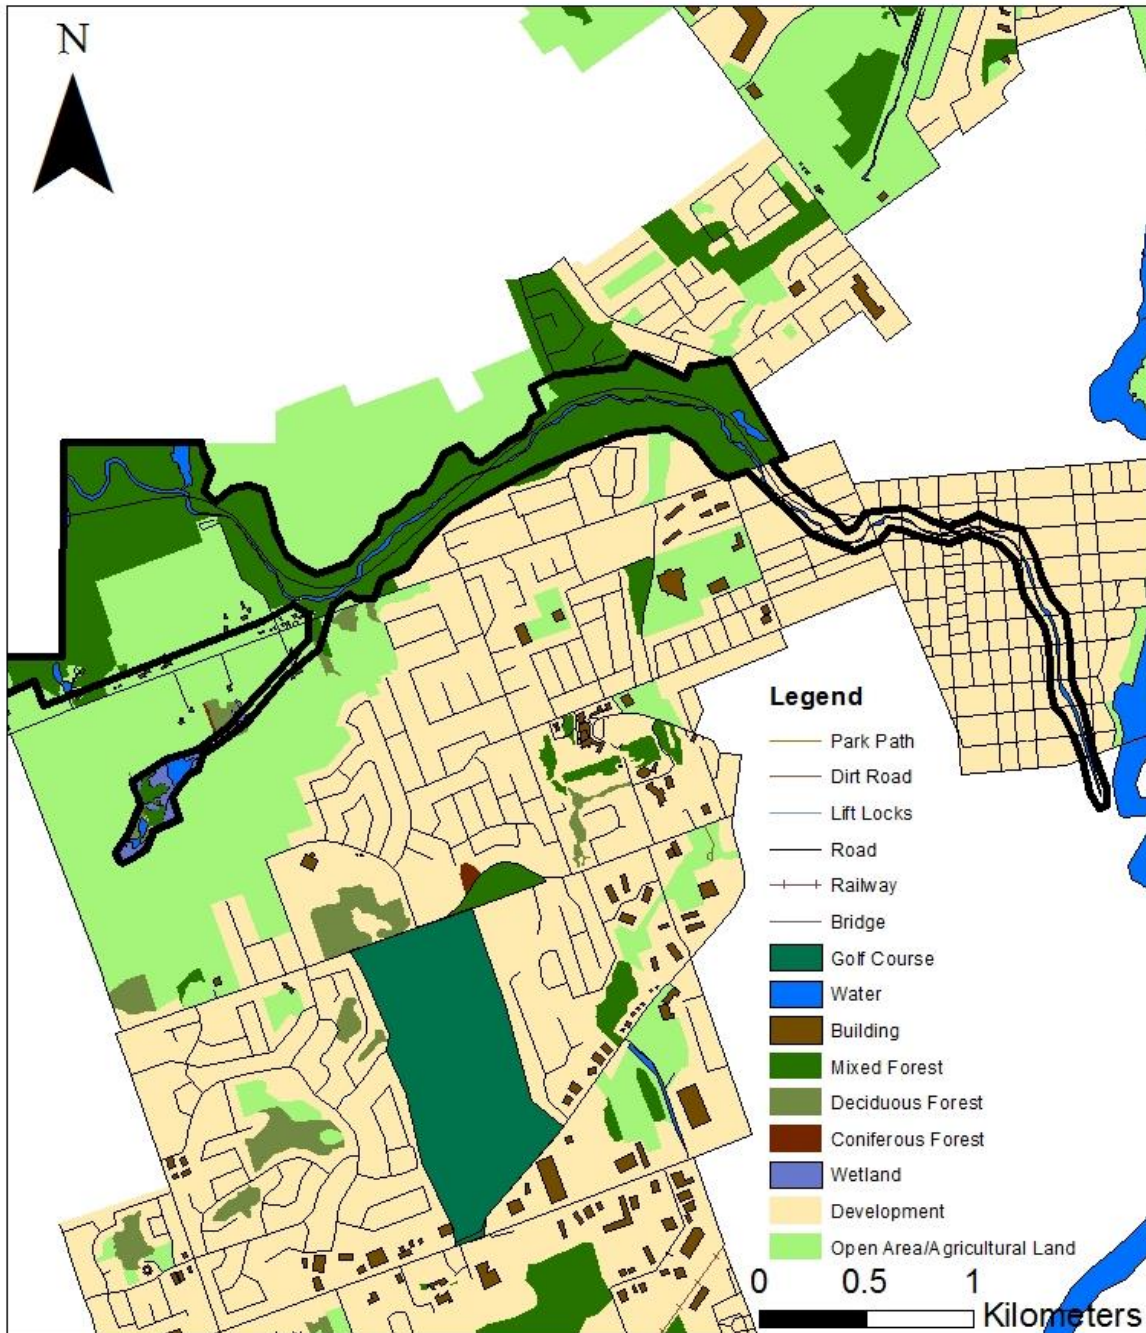 N
Legend
Park Path
Dirt Road
Lift Locks
Road
Railway
Bridge
Golf Course
Water
Building
Mixed Forest
Deciduous Forest
Coniferous Forest
Wetland
Development
Open Area/Agricultural Land
0 0.5 1
Kilometers